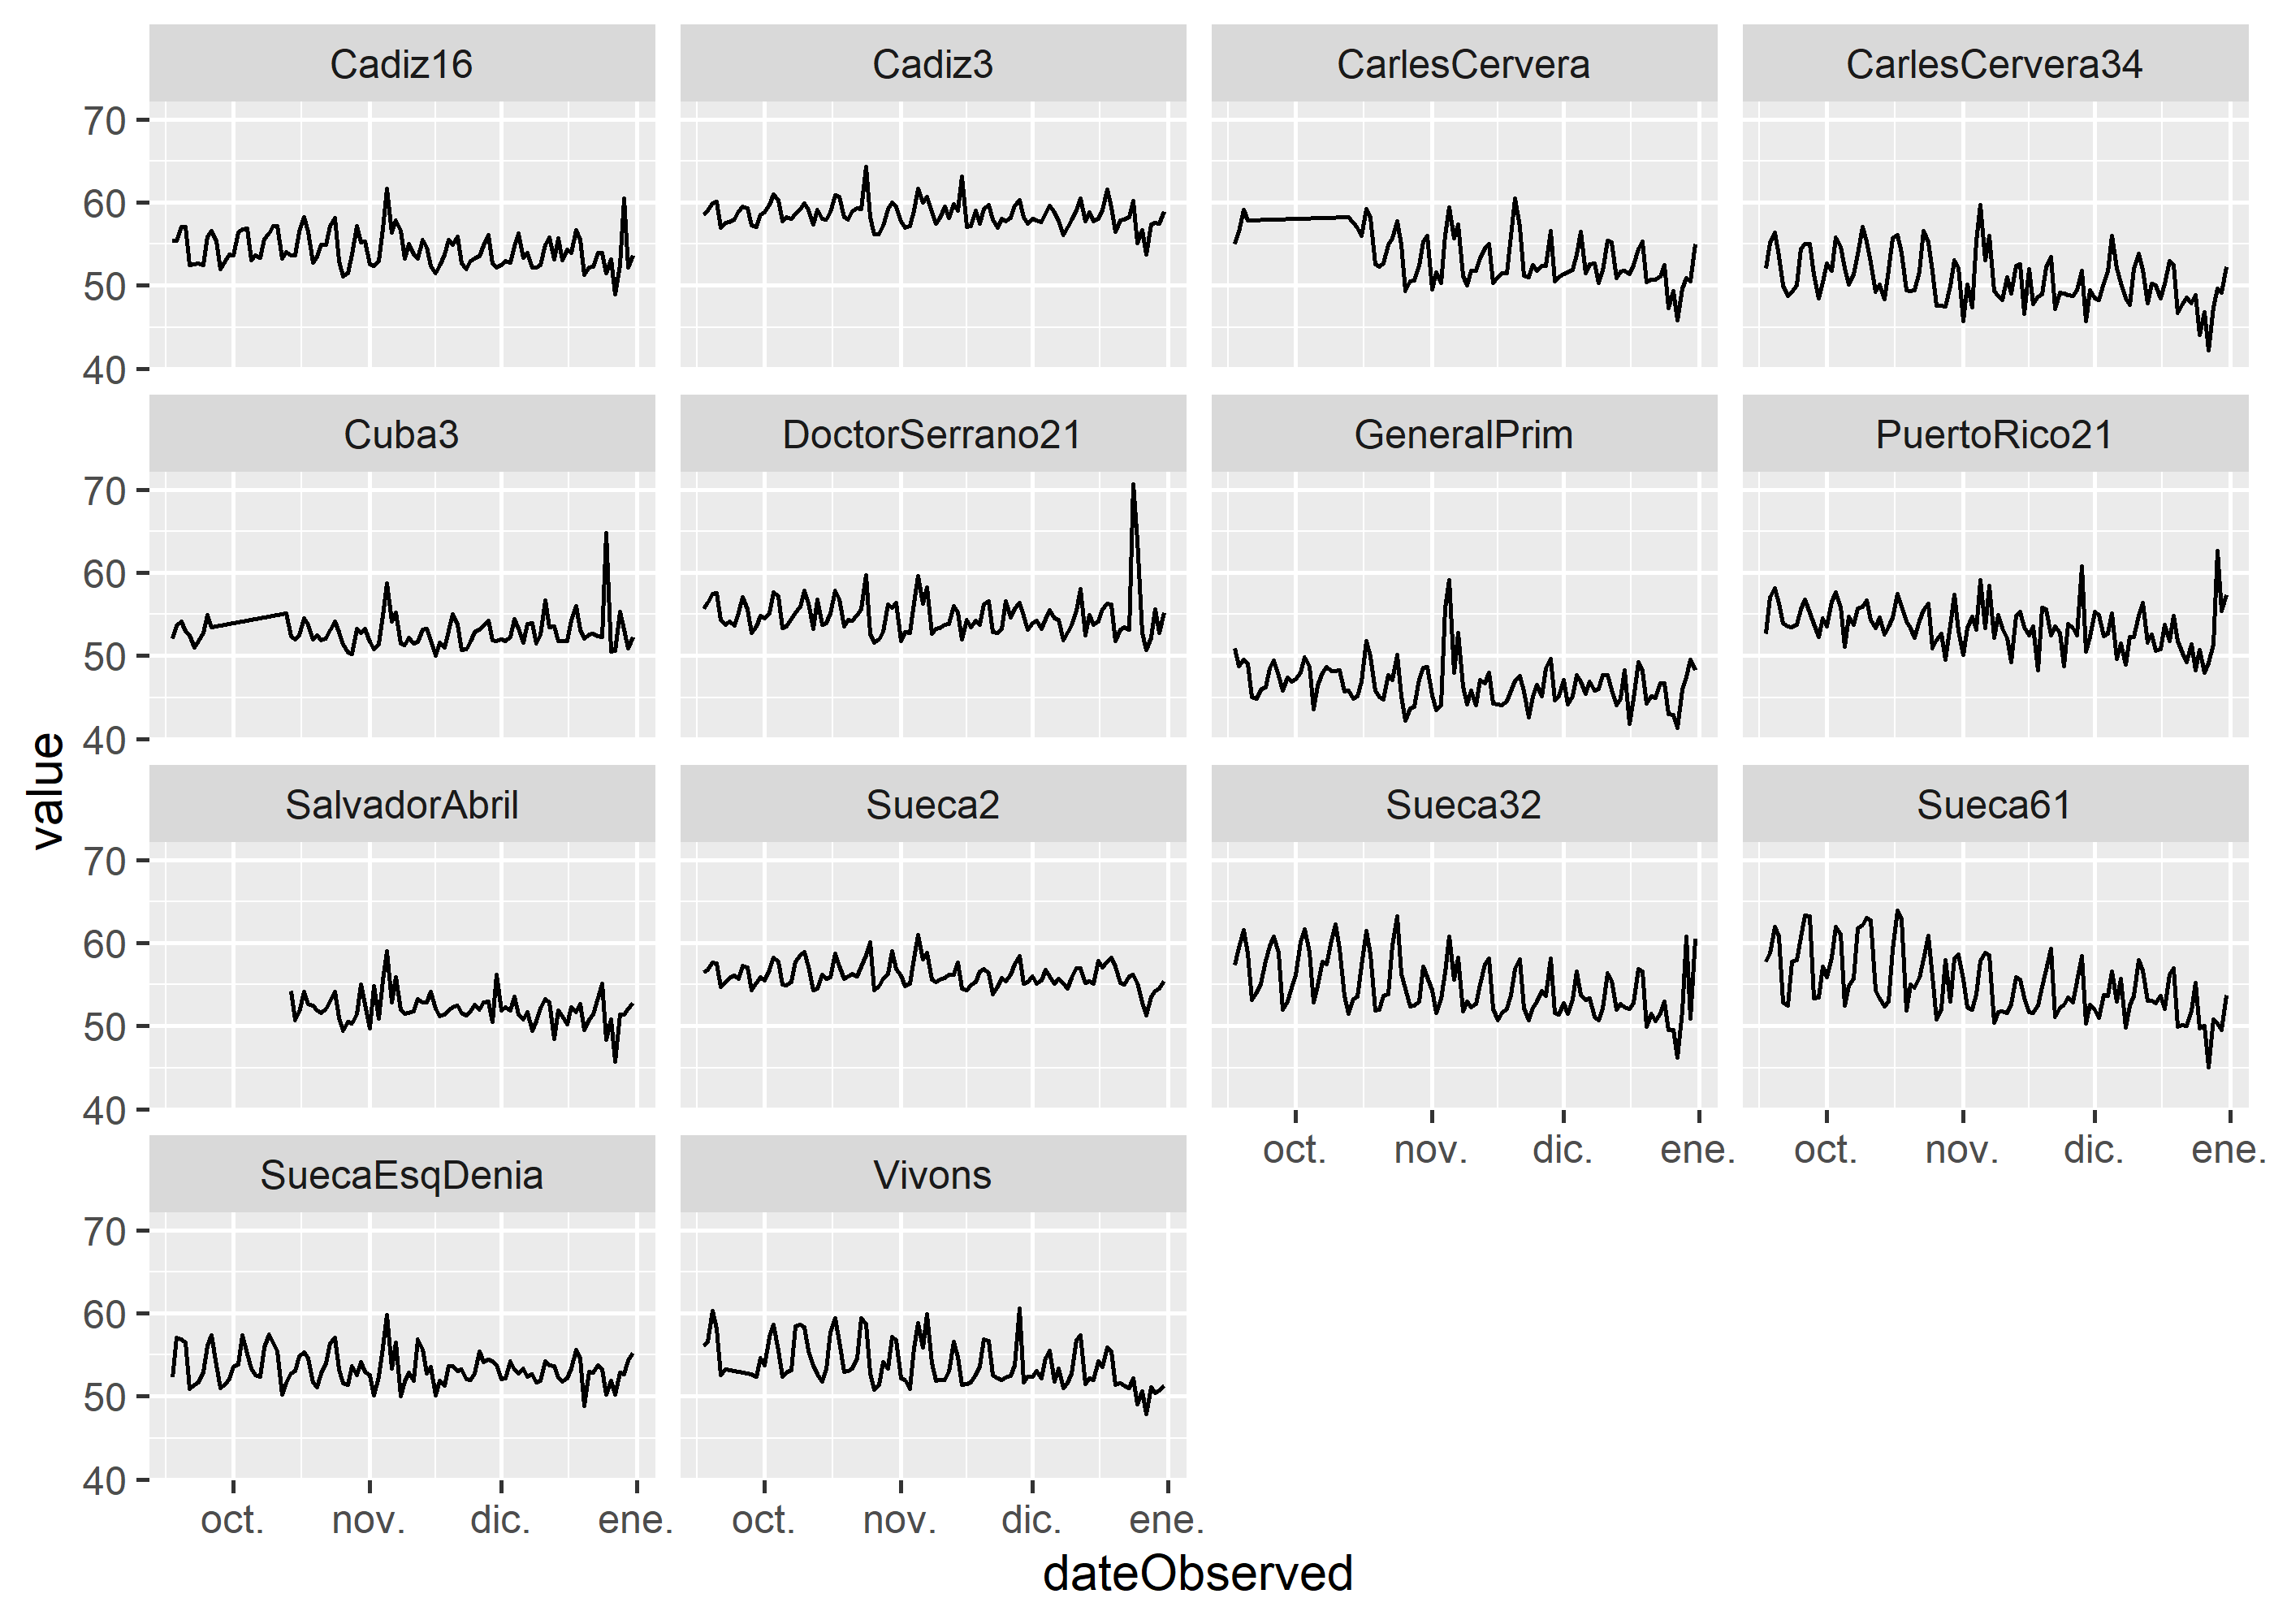 Cadiz16 Cadiz3 CarlesCervera CarlesCervera34
70
60
50
40
Cuba3 DoctorSerrano21 GeneralPrim PuertoRico21
70
60
50
40
SalvadorAbril Sueca2 Sueca32 Sueca61
70
60
50
40
oct. nov. dic. ene. oct. nov. dic. ene.
SuecaEsqDenia Vivons
70
60
50
40
oct. nov. dic. ene. oct. nov. dic. ene.
value
dateObserved